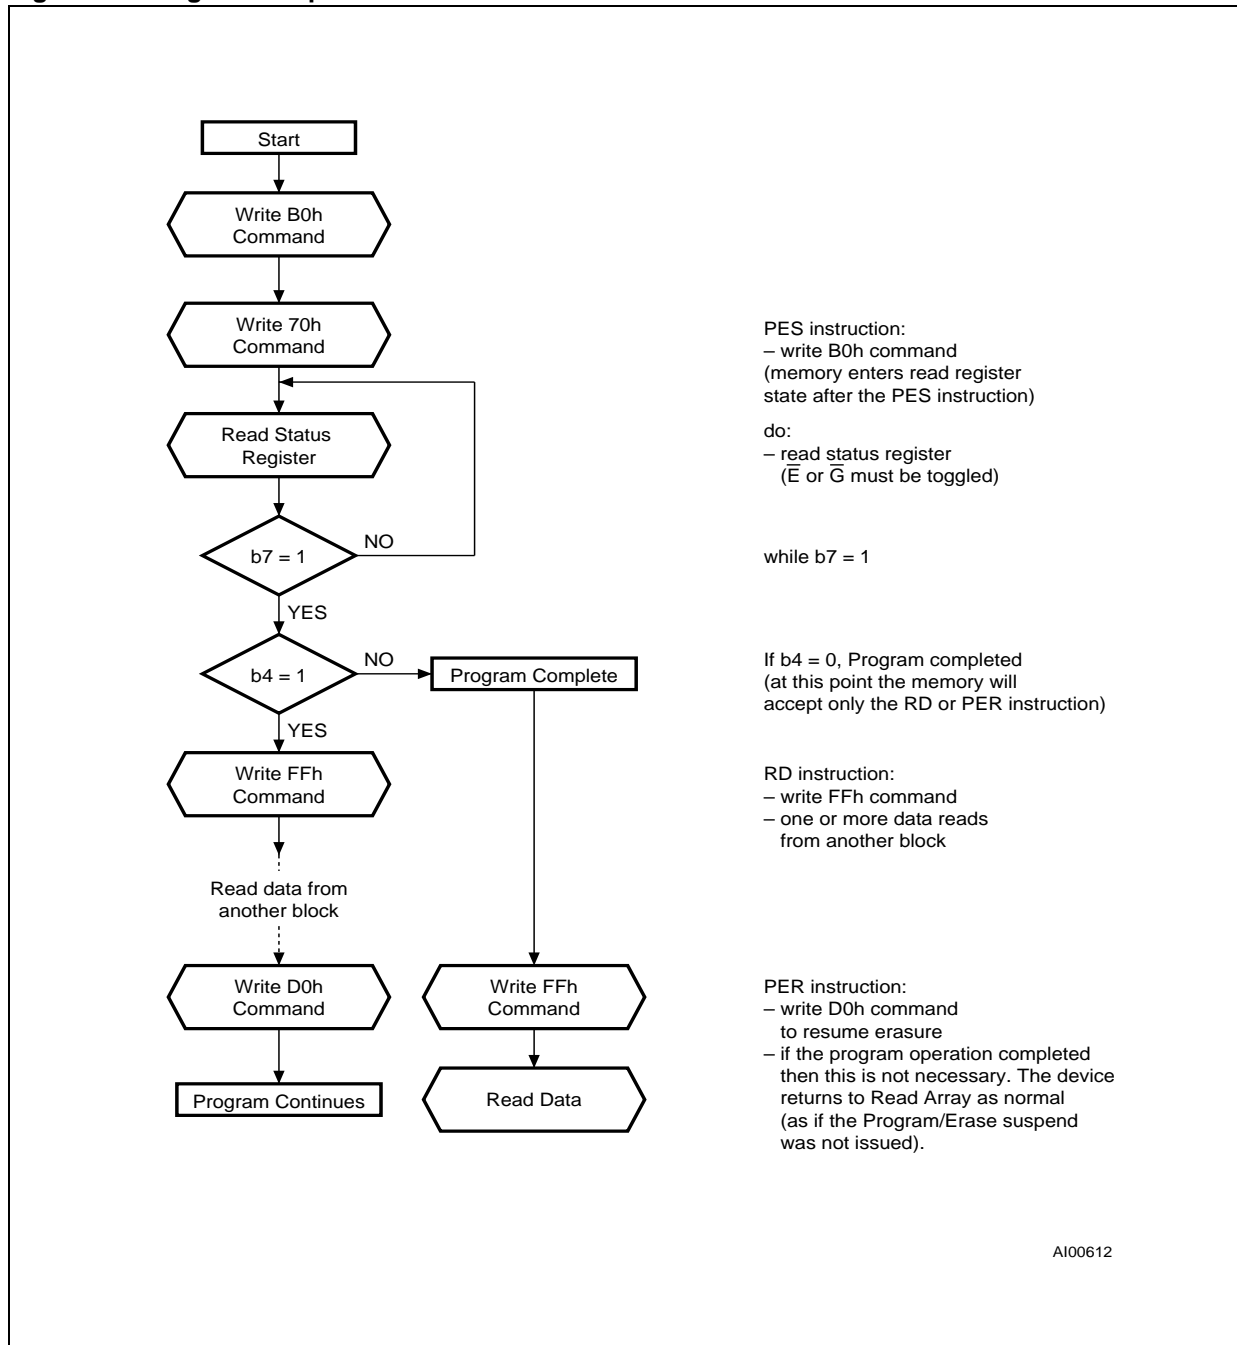 Start
Write B0h
Command
Write 70h
Command
Read Status
Register
b7 = 1
NO
YES
b4 = 1
NO
Program Complete
YES
Write FFh
Command
Read data from
another block
Write D0h
Command
Write FFh
Command
Program Continues
Read Data
PES instruction:
– write B0h command
(memory enters read register
state after the PES instruction)
do:
– read status register
(E̅ or G̅ must be toggled)
while b7 = 1
If b4 = 0, Program completed
(at this point the memory will
accept only the RD or PER instruction)
RD instruction:
– write FFh command
– one or more data reads
from another block
PER instruction:
– write D0h command
to resume erasure
– if the program operation completed
then this is not necessary. The device
returns to Read Array as normal
(as if the Program/Erase suspend
was not issued).
AI00612